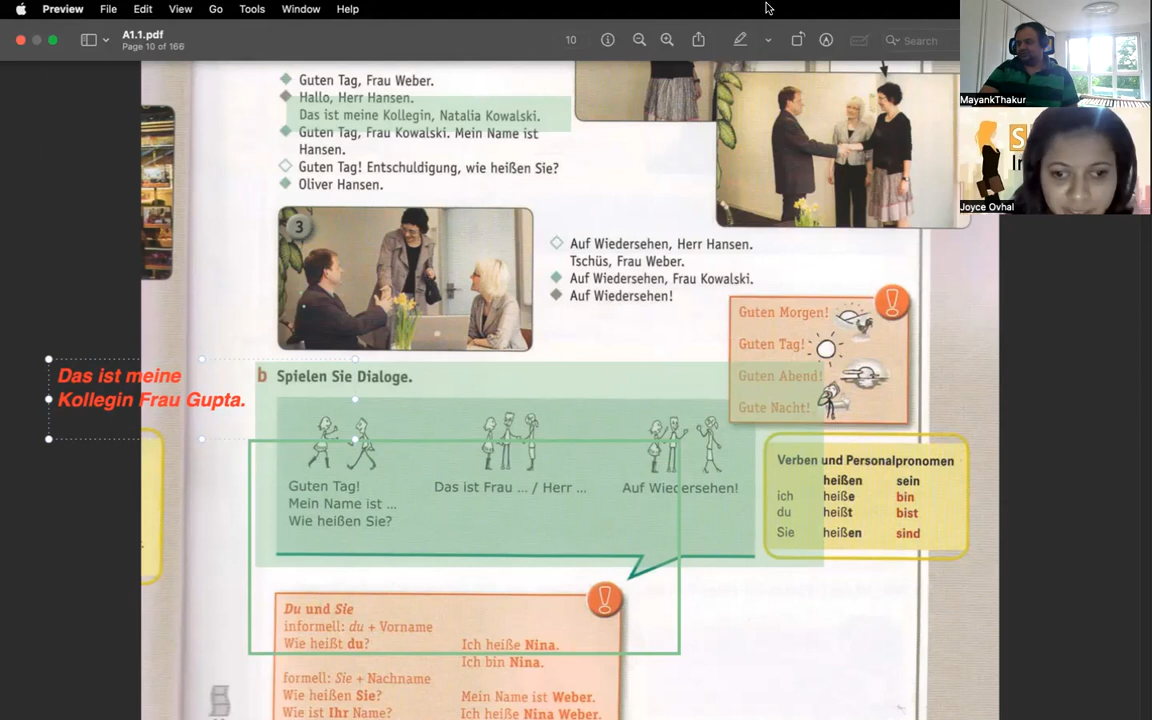 Preview File Edit View Go Tools Window Help
A1.1.pdf
Page 10 of 166
10
Search
MayankThakur
Joyce Ovhal
Guten Tag, Frau Weber.
Hallo, Herr Hansen.
Das ist meine Kollegin, Natalia Kowalski.
Guten Tag, Frau Kowalski. Mein Name ist
Hansen.
Guten Tag! Entschuldigung, wie heißen Sie?
Oliver Hansen.
3
Auf Wiedersehen, Herr Hansen.
Tschüs, Frau Weber.
Auf Wiedersehen, Frau Kowalski.
Auf Wiedersehen!
Guten Morgen!
Guten Tag!
Guten Abend!
Gute Nacht!
Das ist meine
Kollegin Frau Gupta.
b Spielen Sie Dialoge.
Guten Tag!
Mein Name ist ...
Wie heißen Sie?
Das ist Frau ... / Herr ...
Auf Wiedersehen!
Verben und Personalpronomen
heißen sein
ich heiße bin
du heißt bist
Sie heißen sind
Du und Sie
informell: du + Vorname
Wie heißt du? Ich heiße Nina.
Ich bin Nina.
formell: Sie + Nachname
Wie heißen Sie? Mein Name ist Weber.
Wie ist Ihr Name? Ich heiße Nina Weber.